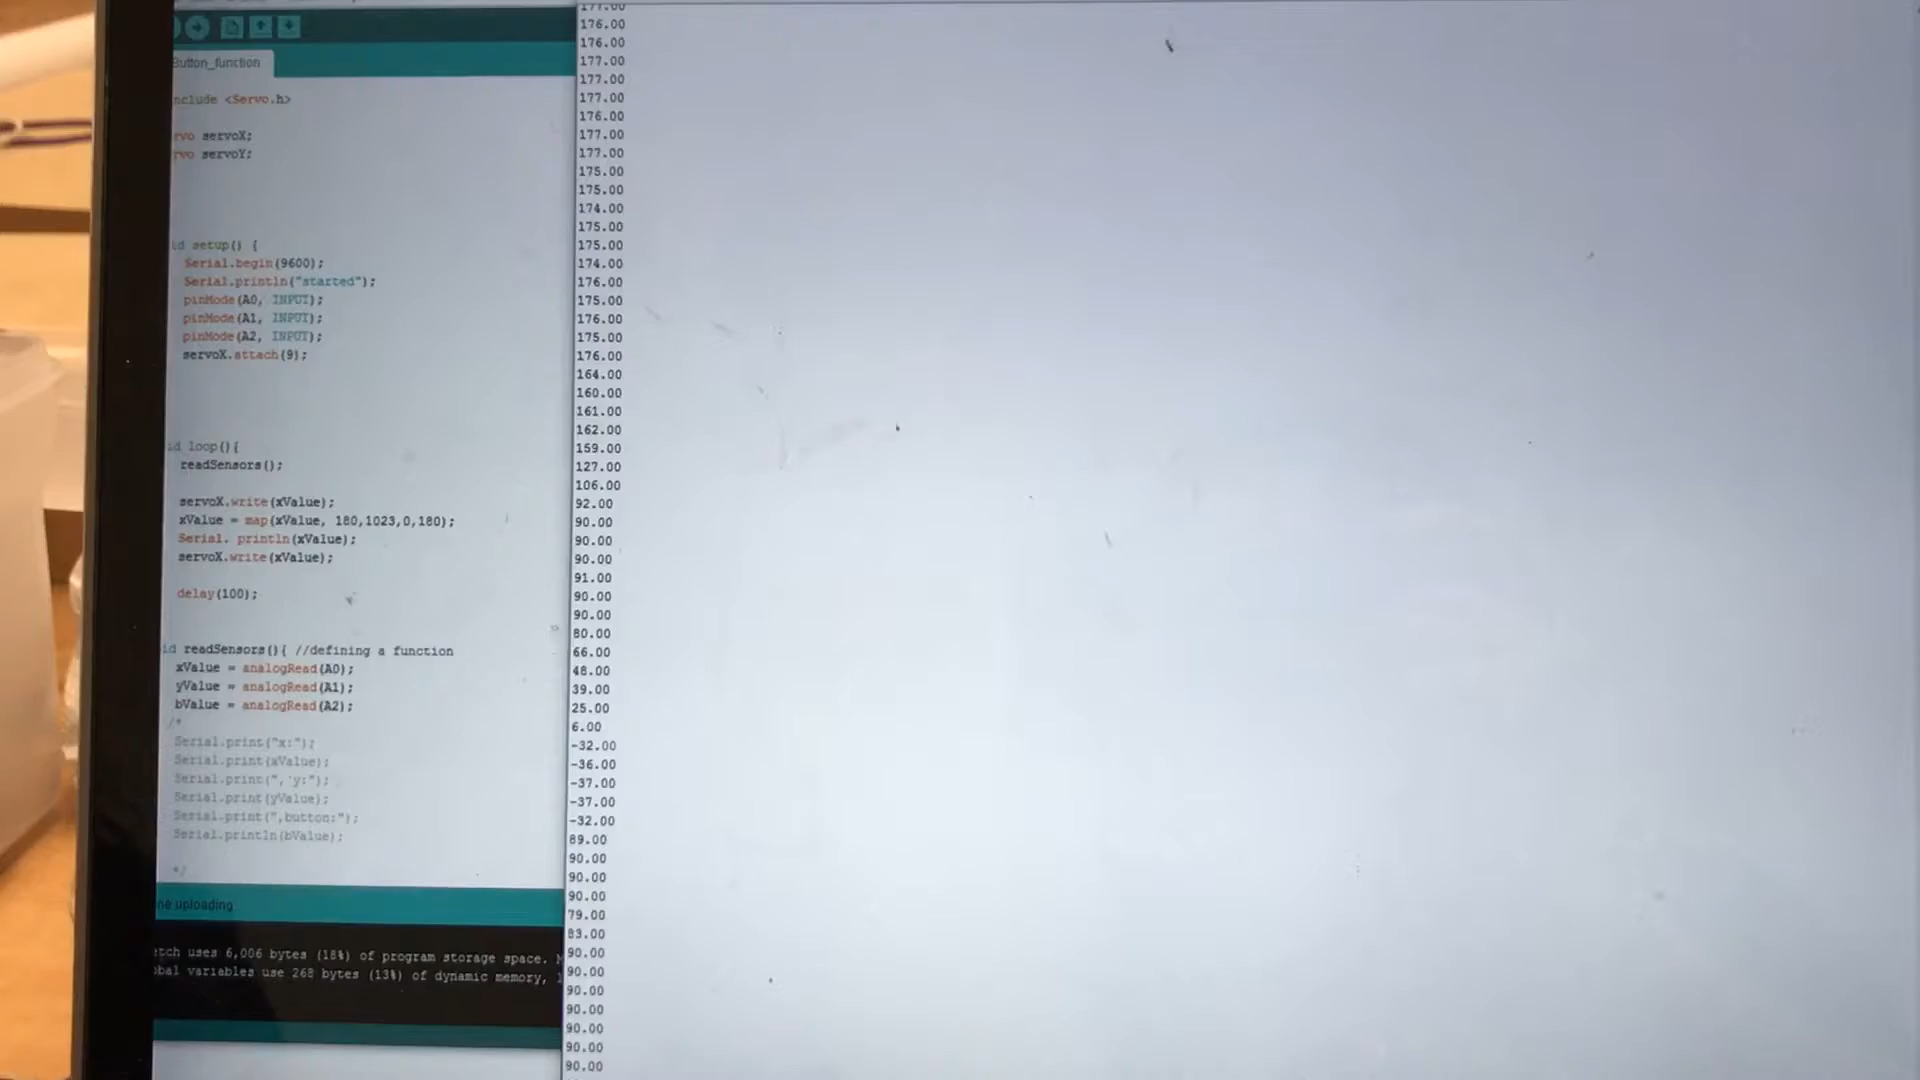 Button_function
nclude <Servo.h>
rvo servoX;
rvo servoY;
id setup() {
Serial.begin(9600);
Serial.println("started");
pinMode(A0, INPUT);
pinMode(A1, INPUT);
pinMode(A2, INPUT);
servoX.attach(9);
id loop(){
readSensors();
servoX.write(xValue);
xValue = map(xValue, 180,1023,0,180);
Serial. println(xValue);
servoX.write(xValue);
delay(100);
id readSensors(){ //defining a function
xValue = analogRead(A0);
yValue = analogRead(A1);
bValue = analogRead(A2);
/*
Serial.print("x:");
Serial.print(xValue);
Serial.print(", y:");
Serial.print(yValue);
Serial.print(",button:");
Serial.println(bValue);
*/
ne uploading
etch uses 6,006 bytes (18%) of program storage space. M
obal variables use 268 bytes (13%) of dynamic memory,
177.00
176.00
176.00
177.00
177.00
177.00
176.00
177.00
177.00
175.00
175.00
174.00
175.00
175.00
174.00
176.00
175.00
176.00
175.00
176.00
164.00
160.00
161.00
162.00
159.00
127.00
106.00
92.00
90.00
90.00
90.00
91.00
90.00
90.00
80.00
66.00
48.00
39.00
25.00
6.00
-32.00
-36.00
-37.00
-37.00
-32.00
89.00
90.00
90.00
90.00
79.00
83.00
90.00
90.00
90.00
90.00
90.00
90.00
90.00